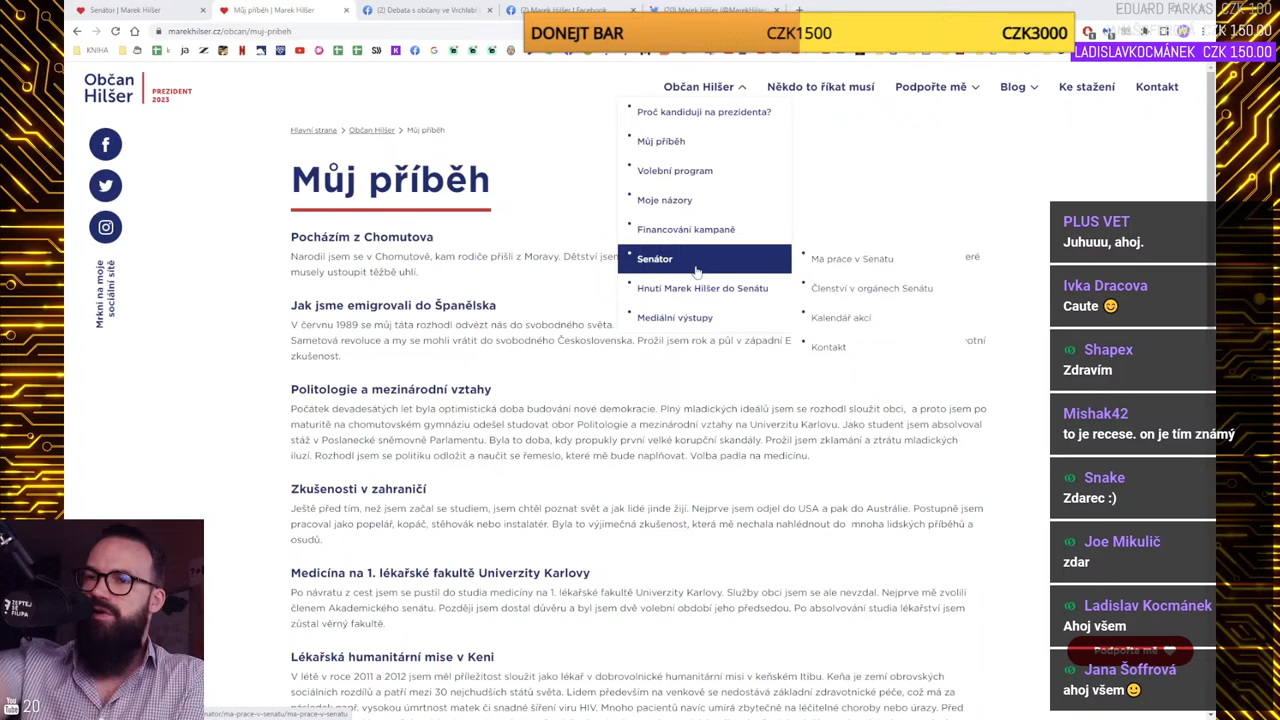 Senátor | Marek Hilšer
Můj příběh | Marek Hilšer
(2) Debata s občany ve Vrchlabí
(2) Marek Hilšer | Facebook
(20) Marek Hilšer (@MarekHilse
marekhilser.cz/obcan/muj-pribeh
KNIHA
DONEJT BAR
CZK1500
CZK3000
EDUARD PARKAS CZK 100
LADISLAVKOCMÁNEK CZK 150.00
Občan
Hilšer
PREZIDENT
2023
Občan Hilšer
Někdo to říkat musí
Podpořte mě
Blog
Ke stažení
Kontakt
Proč kandiduji na prezidenta?
Můj příběh
Volební program
Moje názory
Financování kampaně
Senátor
Hnutí Marek Hilšer do Senátu
Mediální výstupy
Má práce v Senátu
Členství v orgánech Senátu
Kalendář akcí
Kontakt
Hlavní strana > Občan Hilšer > Můj příběh
Mrkni na moje
sociální sítě
Můj příběh
Pocházím z Chomutova
Narodil jsem se v Chomutově, kam rodiče přišli z Moravy. Dětství jsem
musely ustoupit těžbě uhlí.
Jak jsme emigrovali do Španělska
V červnu 1989 se můj táta rozhodl odvézt nás do svobodného světa.
Sametová revoluce a my se mohli vrátit do svobodného Československa. Prožil jsem rok a půl v západní E
zkušenost.
Politologie a mezinárodní vztahy
Počátek devadesátých let byla optimistická doba budování nové demokracie. Plný mladických ideálů jsem se rozhodl sloužit obci, a proto jsem po
maturitě na chomutovském gymnáziu odešel studovat obor Politologie a mezinárodní vztahy na Univerzitu Karlovu. Jako student jsem absolvoval
stáž v Poslanecké sněmovně Parlamentu. Byla to doba, kdy propukly první velké korupční skandály. Prožil jsem zklamání a ztrátu mladických
iluzí. Rozhodl jsem se politiku odložit a naučit se řemeslo, které mě bude naplňovat. Volba padla na medicínu.
Zkušenosti v zahraničí
Ještě před tím, než jsem začal se studiem, jsem chtěl poznat svět a jak lidé jinde žijí. Nejprve jsem odjel do USA a pak do Austrálie. Postupně jsem
pracoval jako popelář, kopáč, stěhovák nebo instalatér. Byla to výjimečná zkušenost, která mě nechala nahlédnout do mnoha lidských příběhů a
osudů.
Medicína na 1. lékařské fakultě Univerzity Karlovy
Po návratu z cest jsem se pustil do studia medicíny na 1. lékařské fakultě Univerzity Karlovy. Služby obci jsem se ale nevzdal. Nejprve mě zvolili
členem Akademického senátu. Později jsem dostal důvěru a byl jsem dvě volební období jeho předsedou. Po absolvování studia lékařství jsem
zůstal věrný fakultě.
Lékařská humanitární mise v Keni
V létě v roce 2010 a 2012 jsem měl příležitost sloužit jako lékař v dobrovolnické humanitární misi v keňském Itibu. Keňa je zemí obrovských
sociálních rozdílů a patří mezi 30 nejchudších států světa. Lidem především na venkově se nedostává základní zdravotnické péče, což má za
následek např. vysokou úmrtnost matek či snadné šíření viru HIV. Mnoho pacientů navíc umírá zbytečně na léčitelné choroby nebo úrazy. Před
Podpořte mě
PLUS VET
Juhuuu, ahoj.
Ivka Dracova
Caute 😊
Shapex
Zdravím
Mishak42
to je recese. on je tím známý
Snake
Zdarec :)
Joe Mikulič
zdar
Ladislav Kocmánek
Ahoj všem
Jana Šoffrová
ahoj všem🙂
ZEPTEJ
SE
FILIPA
YouTube 20
nator/ma-prace-v-senatu/ma-prace-v-senatu